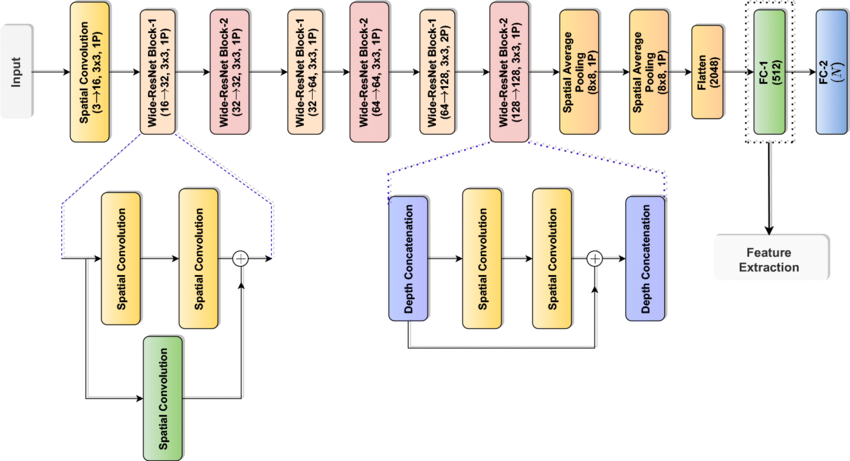 Input
Spatial Convolution
(3→16, 3x3, 1P)
Wide-ResNet Block-1
(16→32, 3x3, 1P)
Wide-ResNet Block-2
(32→32, 3x3, 1P)
Wide-ResNet Block-1
(32→64, 3x3, 1P)
Wide-ResNet Block-2
(64→64, 3x3, 1P)
Wide-ResNet Block-1
(64→128, 3x3, 2P)
Wide-ResNet Block-2
(128→128, 3x3, 1P)
Spatial Average
Pooling
(8x8, 1P)
Spatial Average
Pooling
(8x8, 1P)
Flatten
(2048)
FC-1
(512)
FC-2
(N)
Spatial Convolution
Spatial Convolution
Spatial Convolution
Depth Concatenation
Spatial Convolution
Spatial Convolution
Depth Concatenation
Feature
Extraction